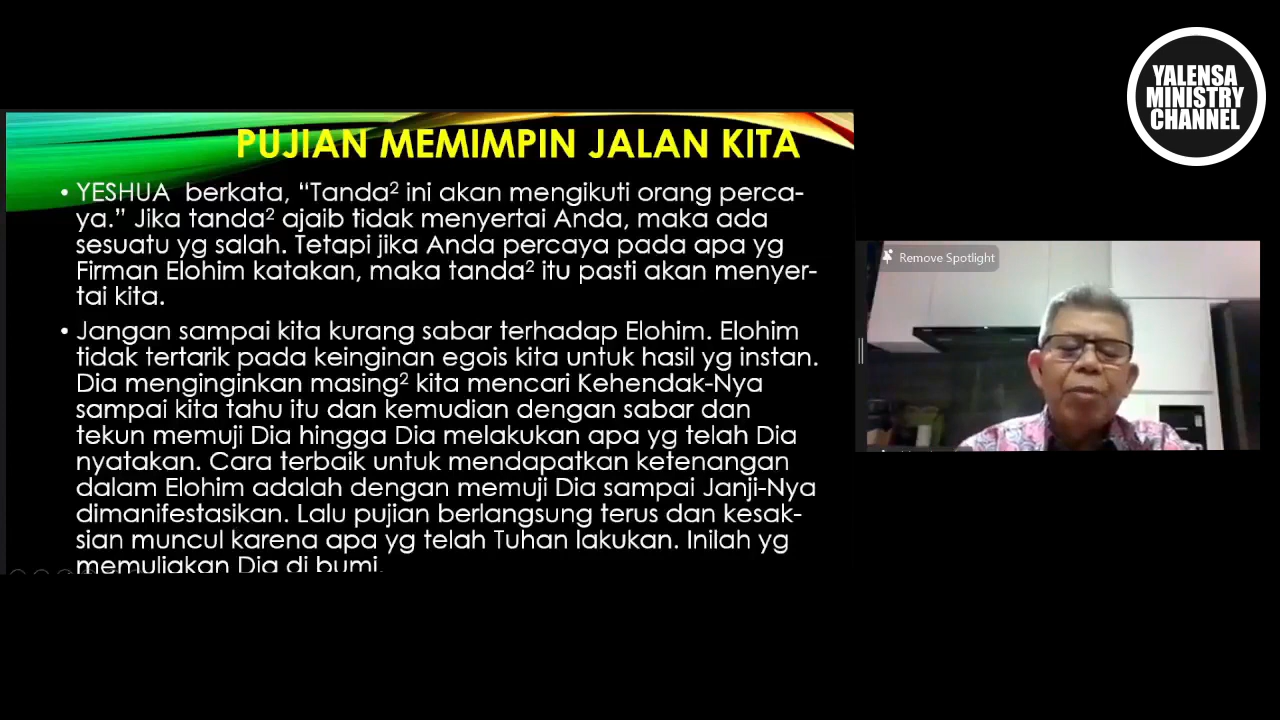 YALENSA
MINISTRY
CHANNEL
PUJIAN MEMIMPIN JALAN KITA
• YESHUA berkata, “Tanda² ini akan mengikuti orang perca-
ya.” Jika tanda² ajaib tidak menyertai Anda, maka ada
sesuatu yg salah. Tetapi jika Anda percaya pada apa yg
Firman Elohim katakan, maka tanda² itu pasti akan menyer-
tai kita.
• Jangan sampai kita kurang sabar terhadap Elohim. Elohim
tidak tertarik pada keinginan egois kita untuk hasil yg instan.
Dia menginginkan masing² kita mencari Kehendak-Nya
sampai kita tahu itu dan kemudian dengan sabar dan
tekun memuji Dia hingga Dia melakukan apa yg telah Dia
nyatakan. Cara terbaik untuk mendapatkan ketenangan
dalam Elohim adalah dengan memuji Dia sampai Janji-Nya
dimanifestasikan. Lalu pujian berlangsung terus dan kesak-
sian muncul karena apa yg telah Tuhan lakukan. Inilah yg
memuliakan Dia di bumi.
Remove Spotlight